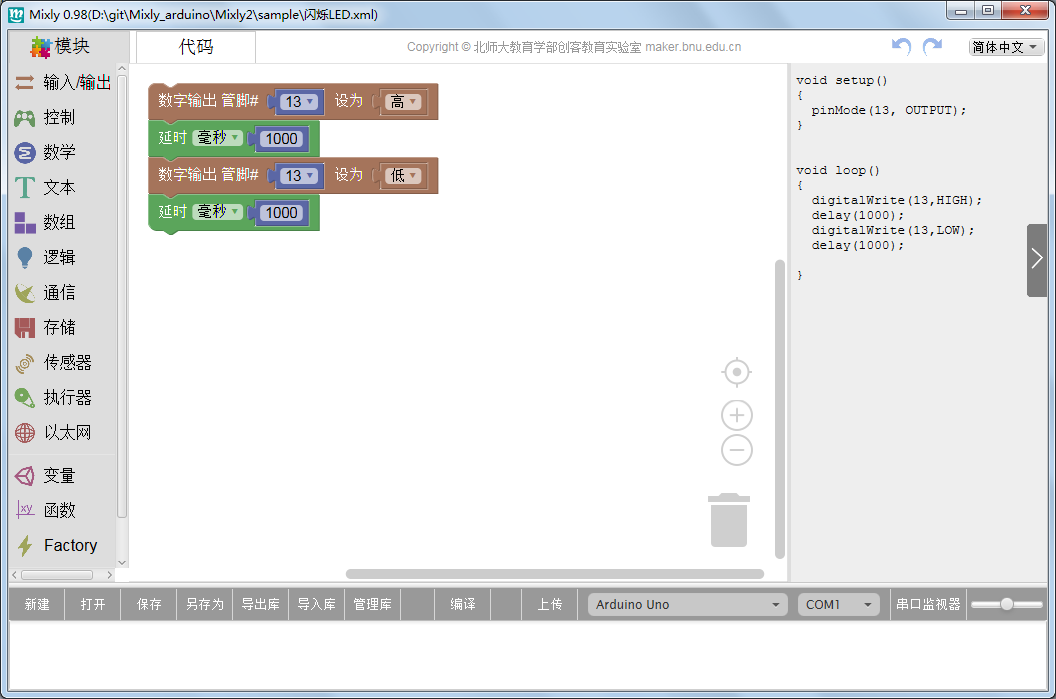 Mixly 0.98(D:\git\Mixly_arduino\Mixly2\sample\闪烁LED.xml)
模块
代码
Copyright © 北师大教育学部创客教育实验室 maker.bnu.edu.cn
简体中文
输入/输出
控制
数学
文本
数组
逻辑
通信
存储
传感器
执行器
以太网
变量
函数
Factory
数字输出 管脚# 13 设为 高
延时 毫秒 1000
数字输出 管脚# 13 设为 低
延时 毫秒 1000
void setup()
{
pinMode(13, OUTPUT);
}
void loop()
{
digitalWrite(13,HIGH);
delay(1000);
digitalWrite(13,LOW);
delay(1000);
}
新建 打开 保存 另存为 导出库 导入库 管理库 编译 上传 Arduino Uno COM1 串口监视器